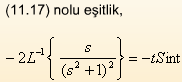 (11.17) nolu eşitlik,
−2L⁻¹{ s / (s² + 1)² } = −tSint